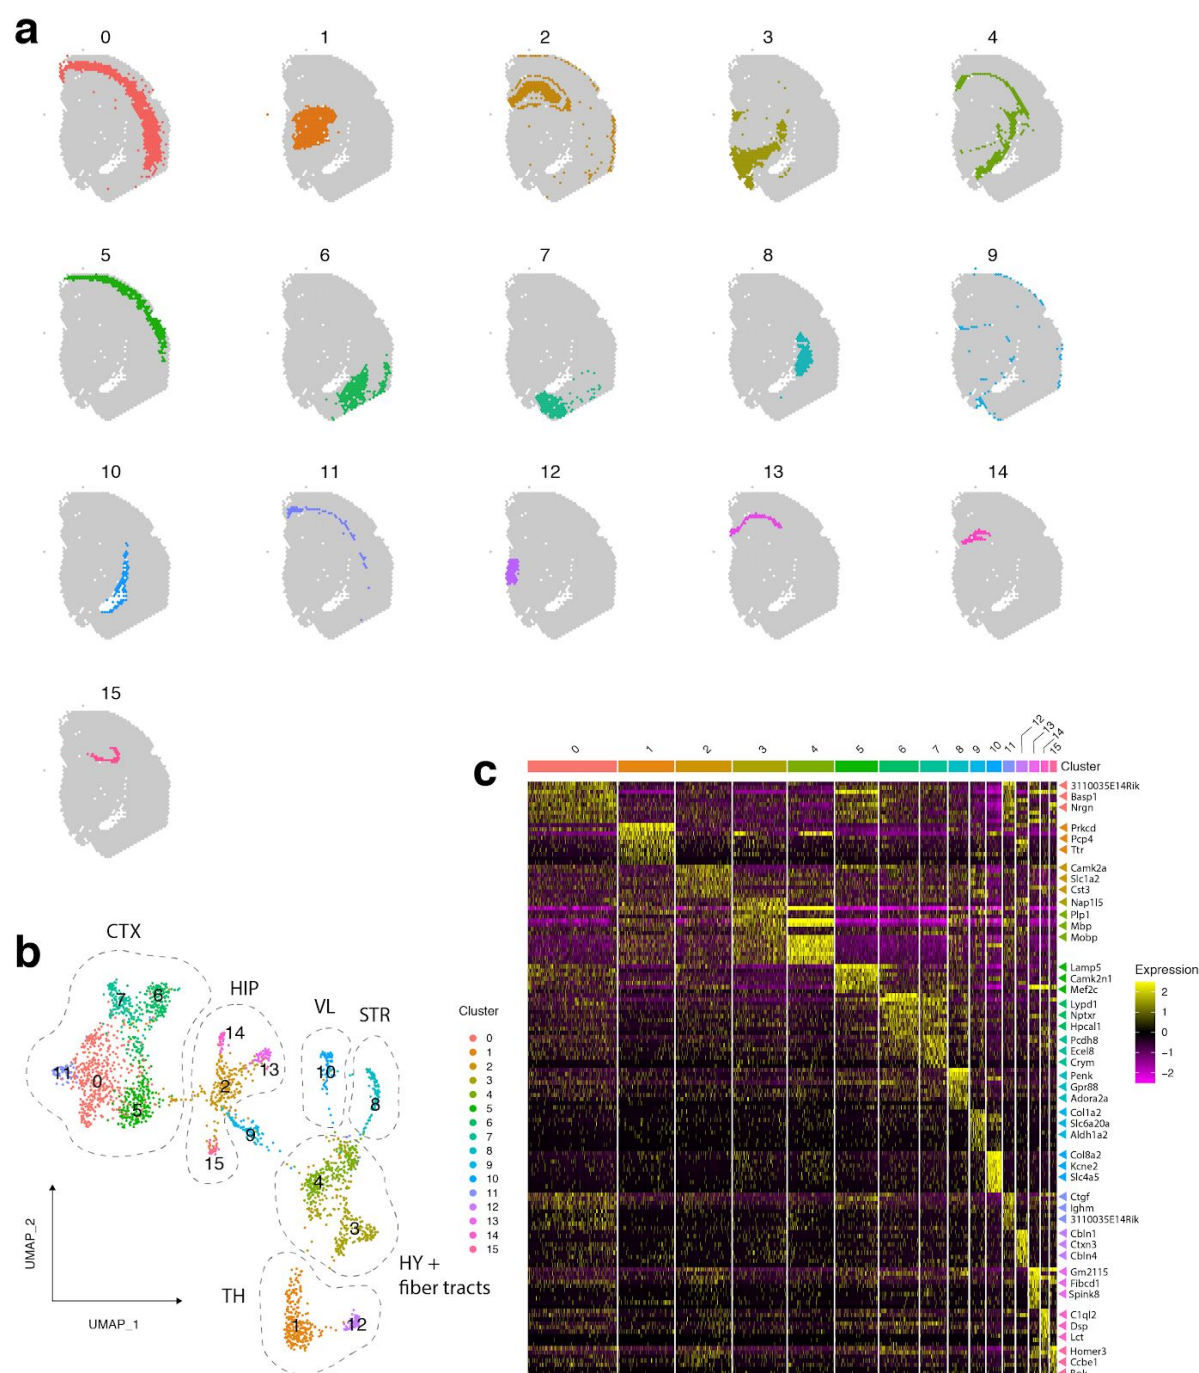 a
0
1
2
3
4
5
6
7
8
9
10
11
12
13
14
15
b
CTX
HIP
VL
STR
7
6
14
13
11
0
2
10
5
8
9
15
4
3
HY +
fiber tracts
TH
1
12
UMAP_2
UMAP_1
Cluster
0
1
2
3
4
5
6
7
8
9
10
11
12
13
14
15
c
0 1 2 3 4 5 6 7 8 9 10 11 12 13 14 15
Cluster
3110035E14Rik
Basp1
Nrgn
Prkcd
Pcp4
Ttr
Camk2a
Slc1a2
Cst3
Nap1l5
Plp1
Mbp
Mobp
Lamp5
Camk2n1
Mef2c
Lypd1
Nptxr
Hpcal1
Pcdh8
Ecel8
Crym
Penk
Gpr88
Adora2a
Col1a2
Slc6a20a
Aldh1a2
Col8a2
Kcne2
Slc4a5
Ctgf
Ighm
3110035E14Rik
Cbln1
Ctxn3
Cbln4
Gm2115
Fibcd1
Spink8
C1ql2
Dsp
Lct
Homer3
Ccbe1
Expression
2
1
0
−1
−2